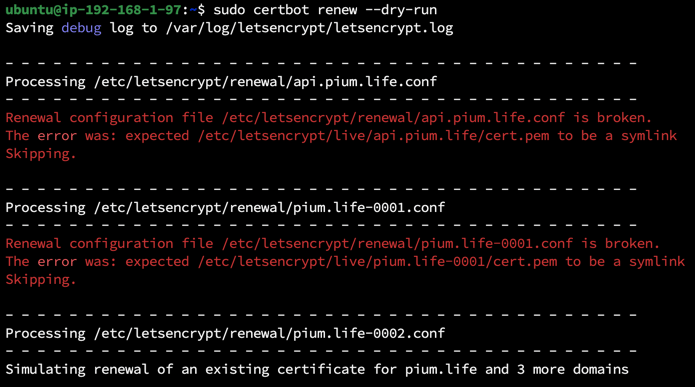 ubuntu@ip-192-168-1-97:~$ sudo certbot renew --dry-run
Saving debug log to /var/log/letsencrypt/letsencrypt.log
- - - - - - - - - - - - - - - - - - - - - - - - - - - - - - - - - - - - - - - -
Processing /etc/letsencrypt/renewal/api.pium.life.conf
- - - - - - - - - - - - - - - - - - - - - - - - - - - - - - - - - - - - - - - -
Renewal configuration file /etc/letsencrypt/renewal/api.pium.life.conf is broken.
The error was: expected /etc/letsencrypt/live/api.pium.life/cert.pem to be a symlink
Skipping.
- - - - - - - - - - - - - - - - - - - - - - - - - - - - - - - - - - - - - - - -
Processing /etc/letsencrypt/renewal/pium.life-0001.conf
- - - - - - - - - - - - - - - - - - - - - - - - - - - - - - - - - - - - - - - -
Renewal configuration file /etc/letsencrypt/renewal/pium.life-0001.conf is broken.
The error was: expected /etc/letsencrypt/live/pium.life-0001/cert.pem to be a symlink
Skipping.
- - - - - - - - - - - - - - - - - - - - - - - - - - - - - - - - - - - - - - - -
Processing /etc/letsencrypt/renewal/pium.life-0002.conf
- - - - - - - - - - - - - - - - - - - - - - - - - - - - - - - - - - - - - - - -
Simulating renewal of an existing certificate for pium.life and 3 more domains